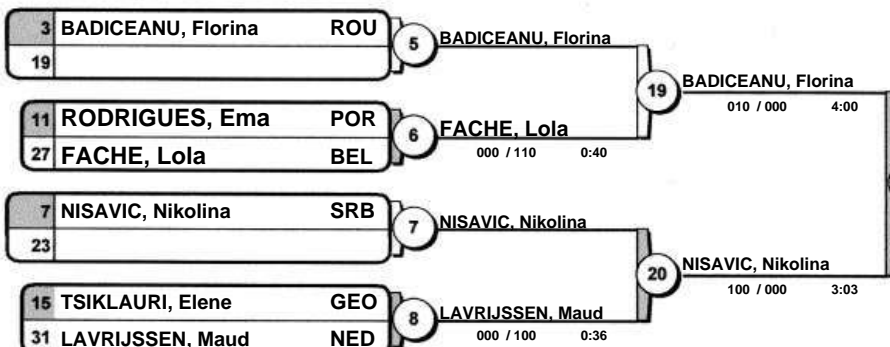 3 BADICEANU, Florina ROU
19
5
BADICEANU, Florina
11 RODRIGUES, Ema POR
27 FACHE, Lola BEL
6
FACHE, Lola
000 / 110 0:40
19
BADICEANU, Florina
010 / 000 4:00
7 NISAVIC, Nikolina SRB
23
7
NISAVIC, Nikolina
15 TSIKLAURI, Elene GEO
31 LAVRIJSSEN, Maud NED
8
LAVRIJSSEN, Maud
000 / 100 0:36
20
NISAVIC, Nikolina
100 / 000 3:03